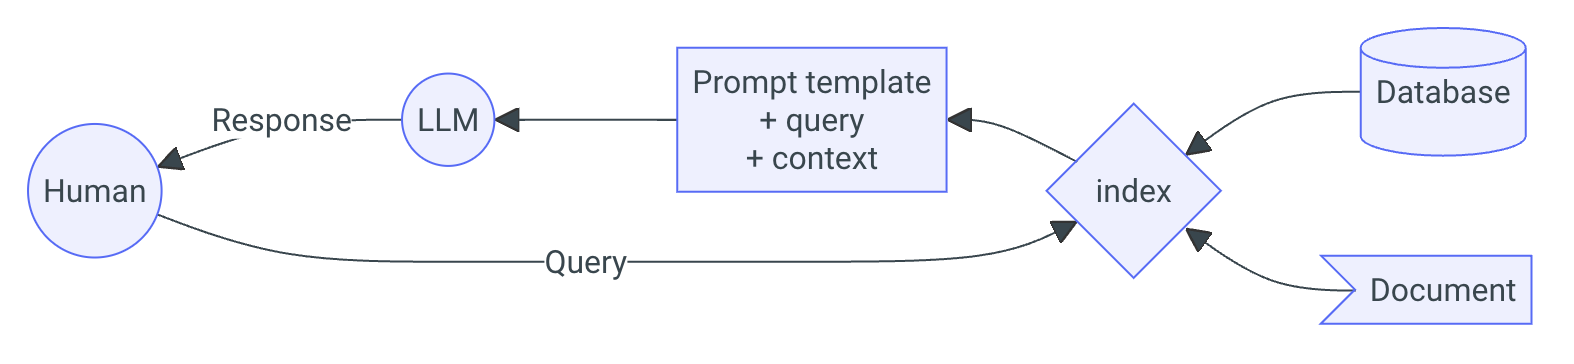 Prompt template
+ query
+ context
Database
Response
LLM
Human
index
Query
Document